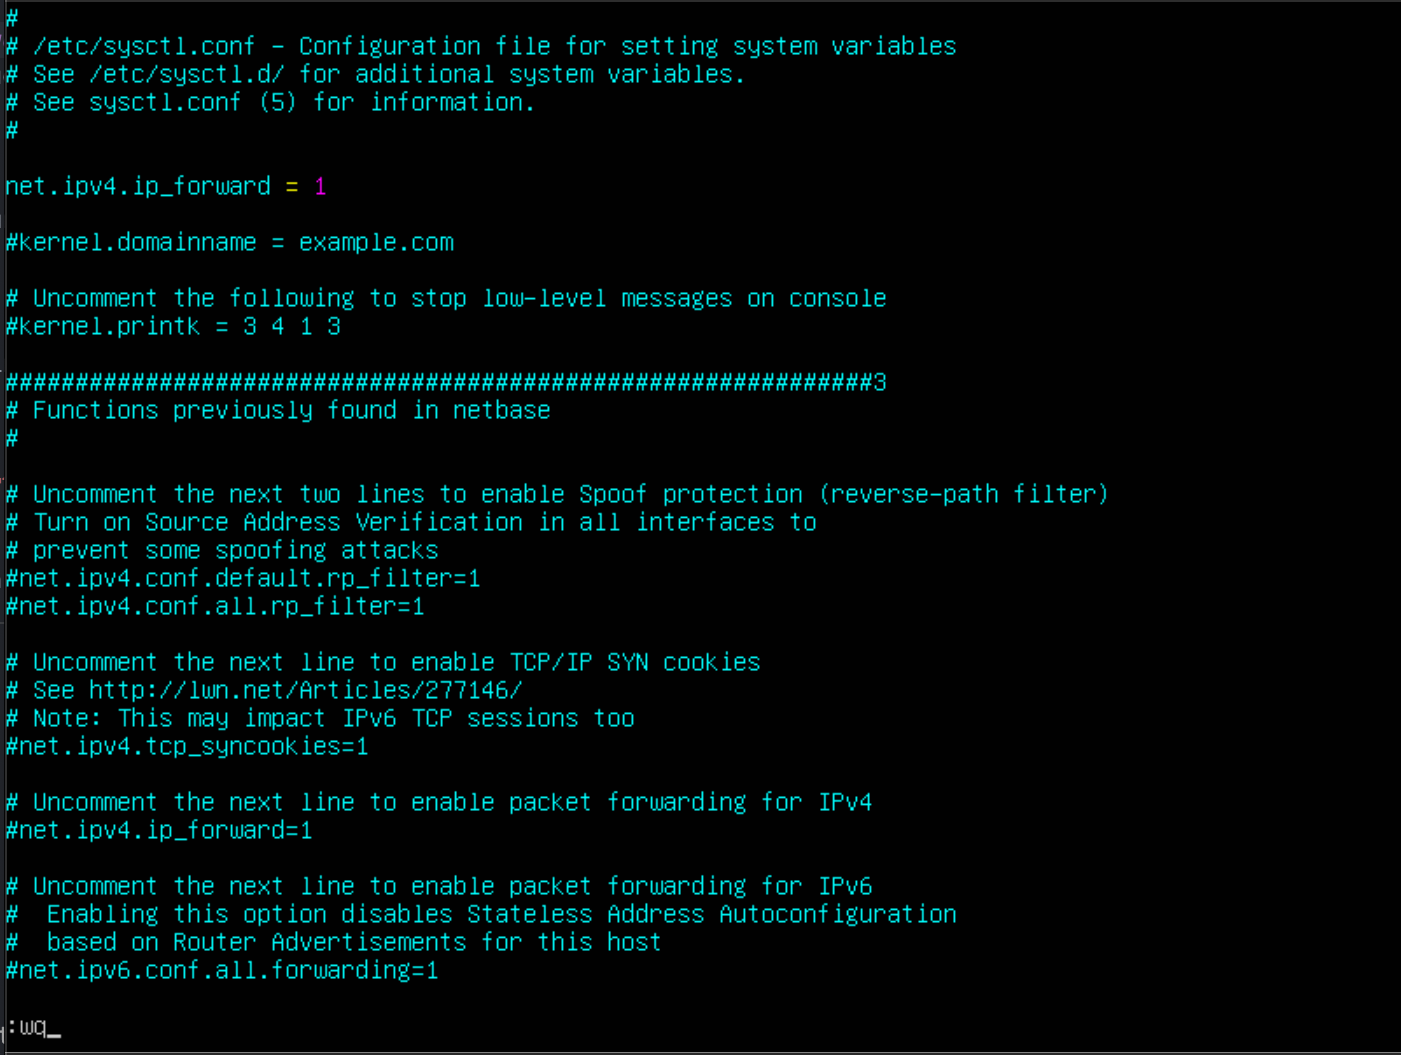 #
# /etc/sysctl.conf - Configuration file for setting system variables
# See /etc/sysctl.d/ for additional system variables.
# See sysctl.conf (5) for information.
#
net.ipv4.ip_forward = 1
#kernel.domainname = example.com
# Uncomment the following to stop low-level messages on console
#kernel.printk = 3 4 1 3
##############################################################3
# Functions previously found in netbase
#
# Uncomment the next two lines to enable Spoof protection (reverse-path filter)
# Turn on Source Address Verification in all interfaces to
# prevent some spoofing attacks
#net.ipv4.conf.default.rp_filter=1
#net.ipv4.conf.all.rp_filter=1
# Uncomment the next line to enable TCP/IP SYN cookies
# See http://lwn.net/Articles/277146/
# Note: This may impact IPv6 TCP sessions too
#net.ipv4.tcp_syncookies=1
# Uncomment the next line to enable packet forwarding for IPv4
#net.ipv4.ip_forward=1
# Uncomment the next line to enable packet forwarding for IPv6
#  Enabling this option disables Stateless Address Autoconfiguration
#  based on Router Advertisements for this host
#net.ipv6.conf.all.forwarding=1
:wq_